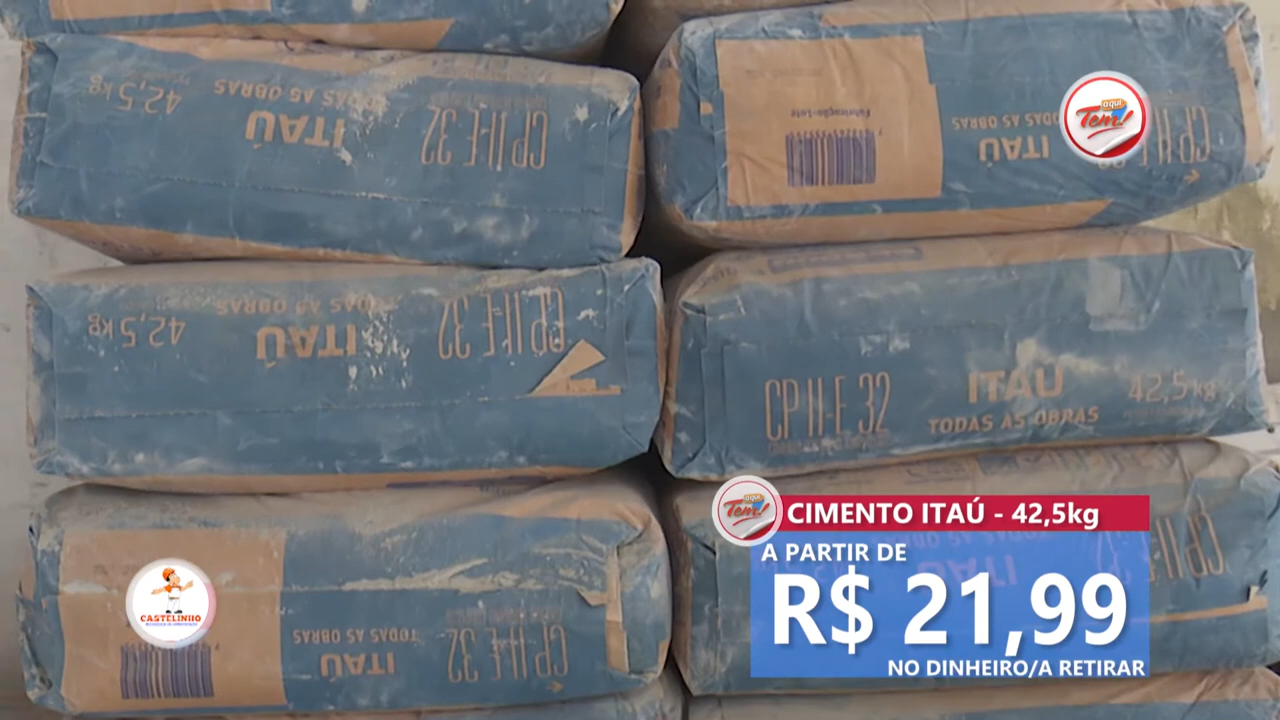 42,5kg
TODAS AS OBRAS
ITAÚ
CP II-E 32
Fabricação-Lote
TODAS AS OBRAS
ITAÚ
CP II-E
aqui
Tem!
42,5kg
TODAS AS OBRAS
ITAÚ
CP II-E 32
CP II-E 32
ITAÚ
42,5kg
TODAS AS OBRAS
aqui
Tem!
CIMENTO ITAÚ - 42,5kg
A PARTIR DE
R$ 21,99
NO DINHEIRO/A RETIRAR
CASTELINHO
TODAS AS OBRAS
ITAÚ
CP II-E 32